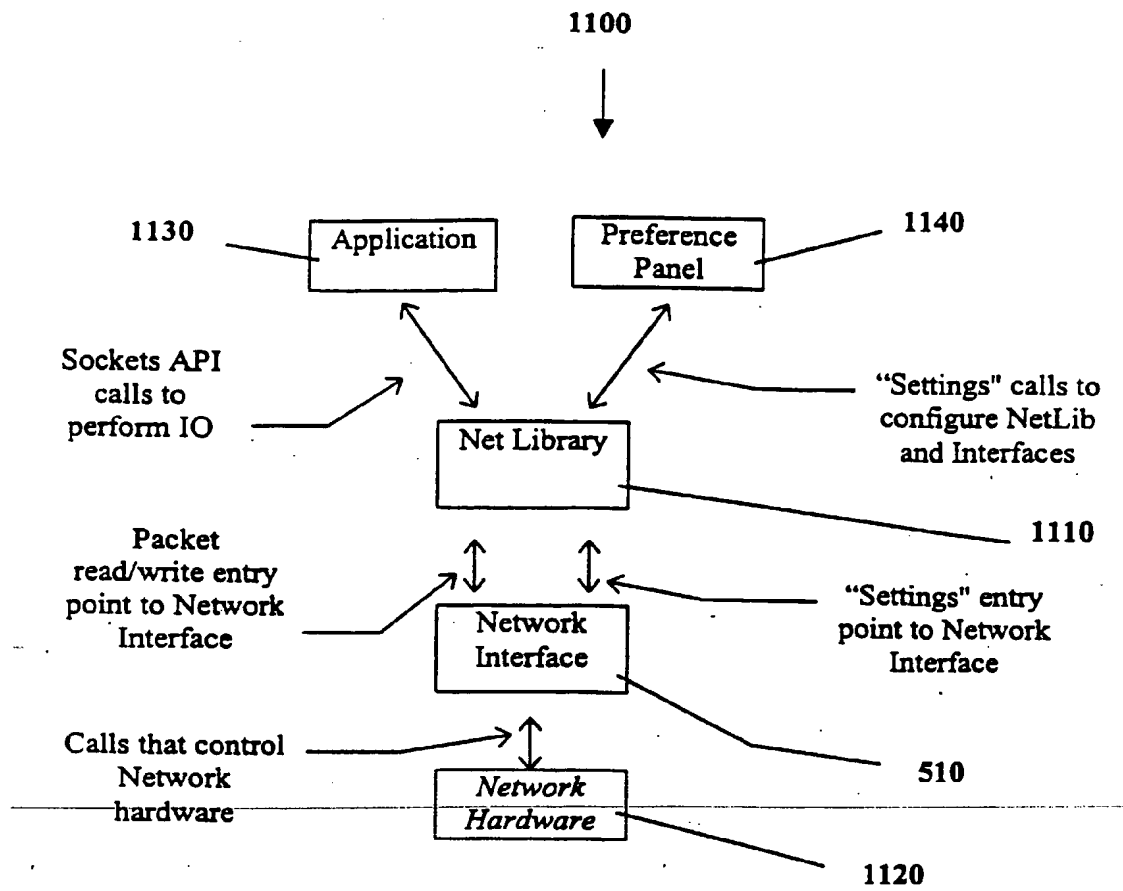 1100
1130
Application
Preference
Panel
1140
Sockets API
calls to
perform IO
“Settings" calls to
configure NetLib
and Interfaces
Net Library
1110
Packet
read/write entry
point to Network
Interface
“Settings" entry
point to Network
Interface
Network
Interface
510
Calls that control
Network
hardware
Network
Hardware
1120